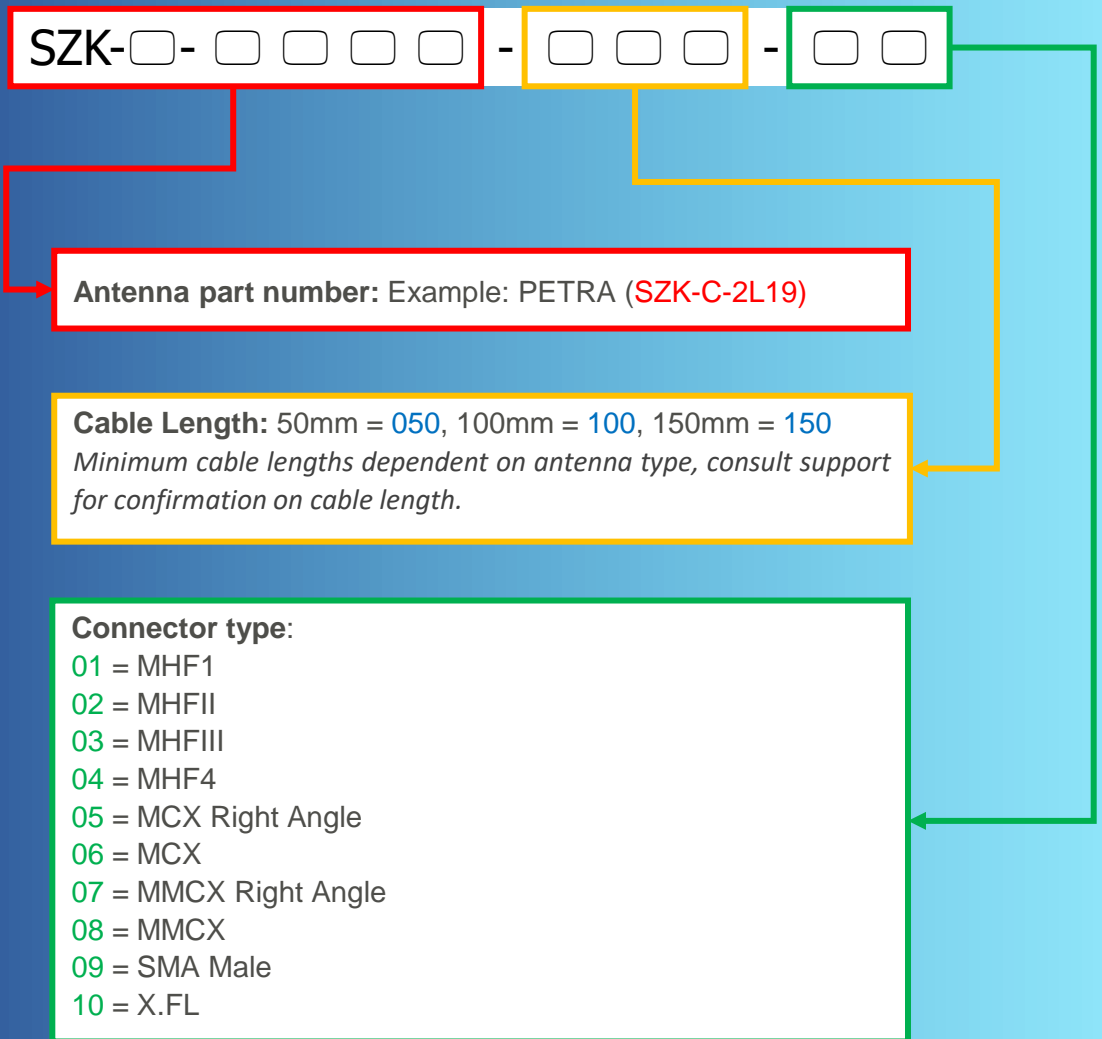 SZK-▢- ▢ ▢ ▢ ▢ - ▢ ▢ ▢ - ▢ ▢
Antenna part number: Example: PETRA (SZK-C-2L19)
Cable Length: 50mm = 050, 100mm = 100, 150mm = 150
Minimum cable lengths dependent on antenna type, consult support
for confirmation on cable length.
Connector type:
01 = MHF1
02 = MHFII
03 = MHFIII
04 = MHF4
05 = MCX Right Angle
06 = MCX
07 = MMCX Right Angle
08 = MMCX
09 = SMA Male
10 = X.FL